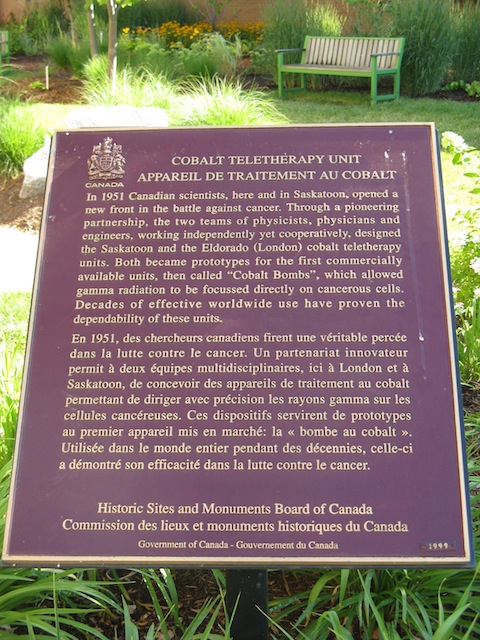 CANADA
COBALT TELETHÉRAPY UNIT
APPAREIL DE TRAITEMENT AU COBALT
In 1951 Canadian scientists, here and in Saskatoon, opened a
new front in the battle against cancer. Through a pioneering
partnership, the two teams of physicists, physicians and
engineers, working independently yet cooperatively, designed
the Saskatoon and the Eldorado (London) cobalt teletherapy
units. Both became prototypes for the first commercially
available units, then called “Cobalt Bombs”, which allowed
gamma radiation to be focussed directly on cancerous cells.
Decades of effective worldwide use have proven the
dependability of these units.
En 1951, des chercheurs canadiens firent une véritable percée
dans la lutte contre le cancer. Un partenariat innovateur
permit à deux équipes multidisciplinaires, ici à London et à
Saskatoon, de concevoir des appareils de traitement au cobalt
permettant de diriger avec précision les rayons gamma sur les
cellules cancéreuses. Ces dispositifs servirent de prototypes
au premier appareil mis en marché: la « bombe au cobalt ».
Utilisée dans le monde entier pendant des décennies, celle-ci
a démontré son efficacité dans la lutte contre le cancer.
Historic Sites and Monuments Board of Canada
Commission des lieux et monuments historiques du Canada
Government of Canada - Gouvernement du Canada
1999